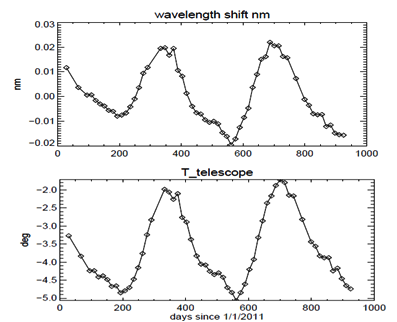 wavelength shift nm
0.03
0.02
0.01
0.00
-0.01
-0.02
nm
0 200 400 600 800 1000
T_telescope
-2.0
-2.5
-3.0
-3.5
-4.0
-4.5
-5.0
deg
0 200 400 600 800 1000
days since 1/1/2011